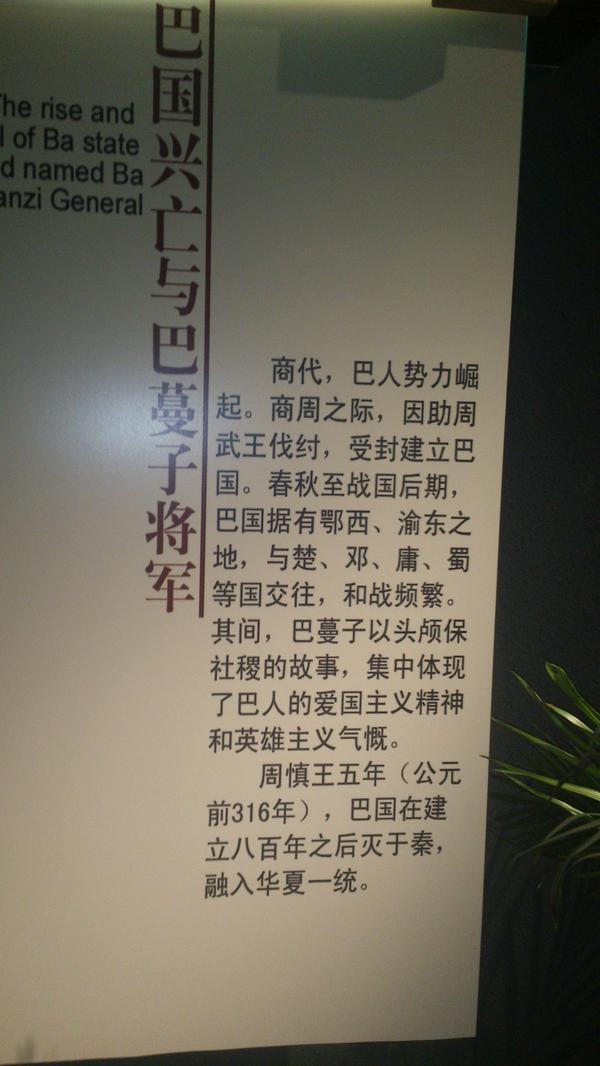 巴国兴亡与巴蔓子将军
The rise and
l of Ba state
d named Ba
anzi General
商代，巴人势力崛
起。商周之际，因助周
武王伐纣，受封建立巴
国。春秋至战国后期，
巴国据有鄂西、渝东之
地，与楚、邓、庸、蜀
等国交往，和战频繁。
其间，巴蔓子以头颅保
社稷的故事，集中体现
了巴人的爱国主义精神
和英雄主义气慨。
周慎王五年（公元
前316年），巴国在建
立八百年之后灭于秦，
融入华夏一统。